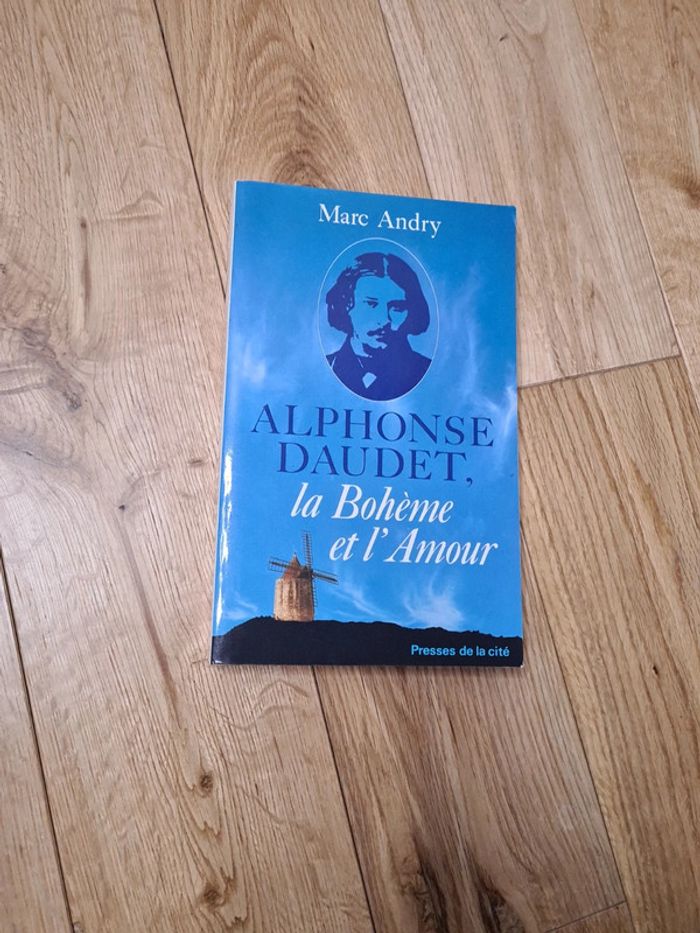 Marc Andry
ALPHONSE
DAUDET,
la Bohème
et l'Amour
Presses de la cité